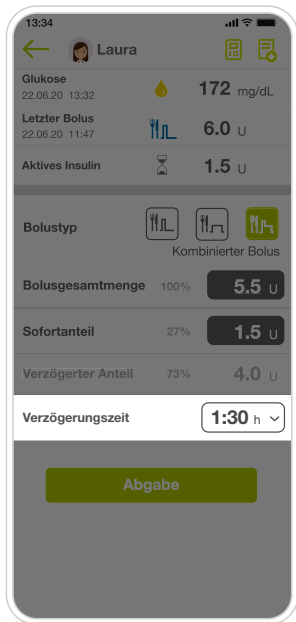 13:34
Laura
Glukose
22.06.20 13:32
172 mg/dL
Letzter Bolus
22.06.20 11:47
6.0 U
Aktives Insulin
1.5 U
Bolustyp
Kombinierter Bolus
Bolusgesamtmenge 100% 5.5 U
Sofortanteil 27% 1.5 U
Verzögerter Anteil 73% 4.0 U
Verzögerungszeit 1:30 h
Abgabe